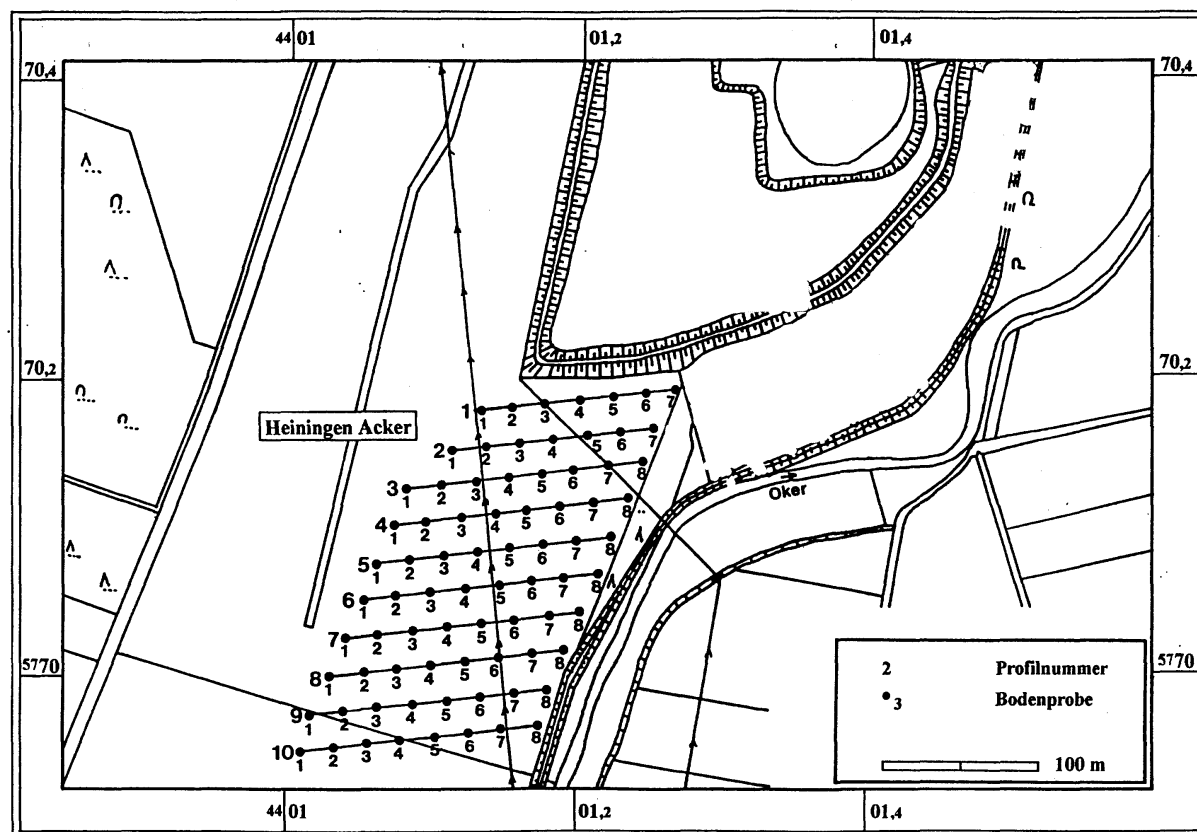 44 01 01,2 01,4
70,4 70,4
70,2 70,2
Heiningen Acker
1 1 2 3 4 5 6 7
2 1 2 3 4 5 6 7
3 1 2 3 4 5 6 7 8
Oker
4 1 2 3 4 5 6 7 8
5 1 2 3 4 5 6 7 8
6 1 2 3 4 5 6 7 8
7 1 2 3 4 5 6 7 8
8 1 2 3 4 5 6 7 8
9 1 2 3 4 5 6 7 8
10 1 2 3 4 5 6 7 8
5770 5770
2 Profilnummer
3 Bodenprobe
100 m
44 01 01,2 01,4